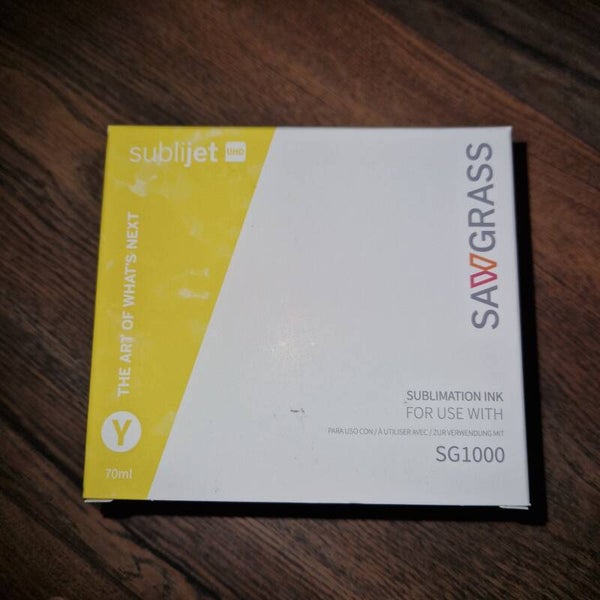 sublijet UHD
SAWGRASS
THE ART OF WHAT'S NEXT
Y
70ml
SUBLIMATION INK
FOR USE WITH
PARA USO CON / À UTILISER AVEC / ZUR VERWENDUNG MIT
SG1000